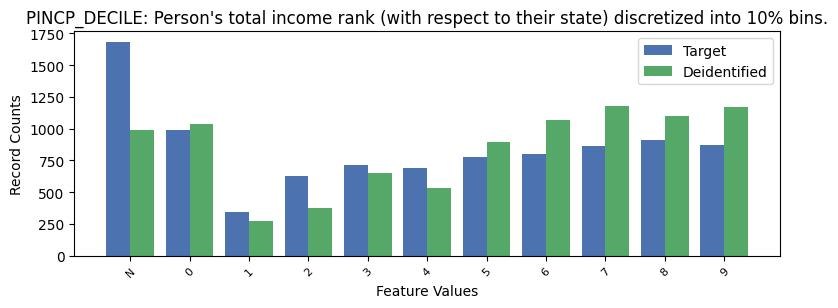 PINCP_DECILE: Person's total income rank (with respect to their state) discretized into 10% bins.
1750
1500
1250
1000
750
500
250
0
Record Counts
Target
Deidentified
N 0 1 2 3 4 5 6 7 8 9
Feature Values